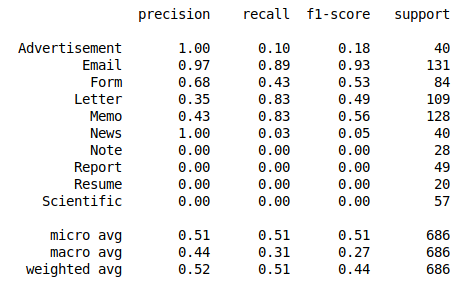 precision recall f1-score support
Advertisement 1.00 0.10 0.18 40
Email 0.97 0.89 0.93 131
Form 0.68 0.43 0.53 84
Letter 0.35 0.83 0.49 109
Memo 0.43 0.83 0.56 128
News 1.00 0.03 0.05 40
Note 0.00 0.00 0.00 28
Report 0.00 0.00 0.00 49
Resume 0.00 0.00 0.00 20
Scientific 0.00 0.00 0.00 57
micro avg 0.51 0.51 0.51 686
macro avg 0.44 0.31 0.27 686
weighted avg 0.52 0.51 0.44 686